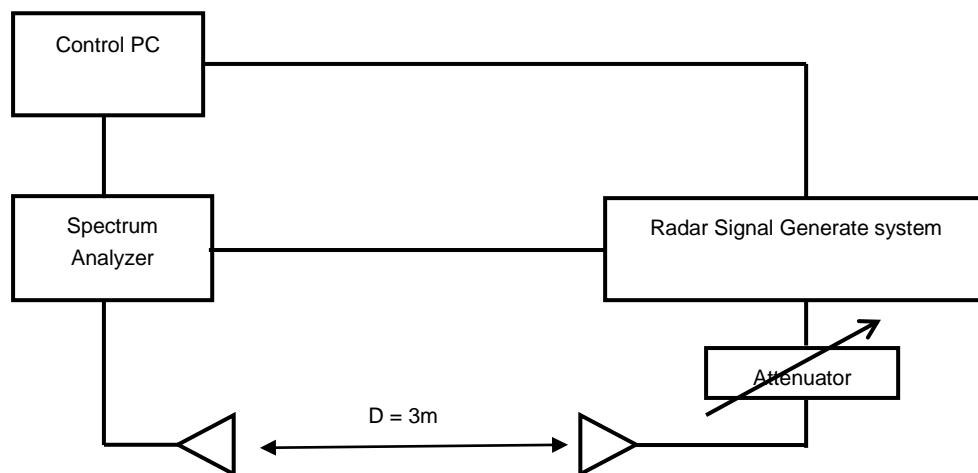 Control PC
Spectrum
Analyzer
Radar Signal Generate system
Attenuator
D = 3m